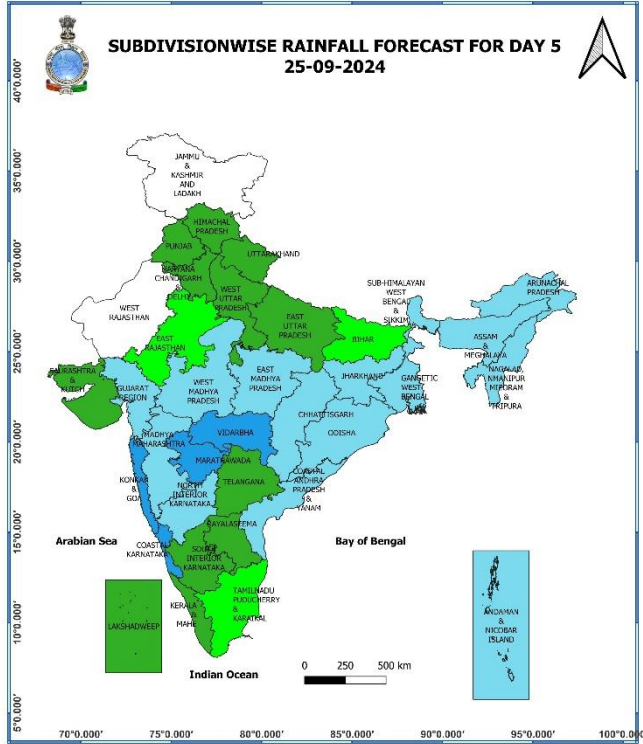 SUBDIVISIONWISE RAINFALL FORECAST FOR DAY 5
25-09-2024
40°0.000'
35°0.000'
30°0.000'
25°0.000'
20°0.000'
15°0.000'
10°0.000'
5°0.000'
JAMMU
&
KASHMIR
AND
LADAKH
HIMACHAL
PRADESH
PUNJAB
UTTARAKHAND
HARYANA
CHANDIGARH
&
DELHI
WEST
UTTAR
PRADESH
WEST
RAJASTHAN
EAST
RAJASTHAN
EAST
UTTAR
PRADESH
BIHAR
SUB-HIMALAYAN
WEST
BENGAL
&
SIKKIM
ARUNACHAL
PRADESH
ASSAM
&
MEGHALAYA
NAGALAD,
NMANIPUR
MIZORAM
&
TRIPURA
SAURASHTRA
&
KUTCH
GUJARAT
REGION
WEST
MADHYA
PRADESH
EAST
MADHYA
PRADESH
JHARKHAND
GANGETIC
WEST
BENGAL
CHHATTISGARH
ODISHA
MADHYA
MAHARASHTRA
VIDARBHA
MARATHAWADA
KONKAN
&
GOA
NORTH
INTERIOR
KARNATAKA
TELANGANA
COASTAL
ANDHRA
PRADESH
&
YANAM
RAYALASEEMA
COASTAL
KARNATAKA
SOUTH
INTERIOR
KARNATAKA
Arabian Sea
Bay of Bengal
LAKSHADWEEP
KERALA
&
MAHE
TAMILNADU
PUDUCHERRY
&
KARAIKAL
ANDAMAN
&
NICOBAR
ISLAND
Indian Ocean
0 250 500 km
70°0.000' 75°0.000' 80°0.000' 85°0.000' 90°0.000' 95°0.000' 100°0.000'